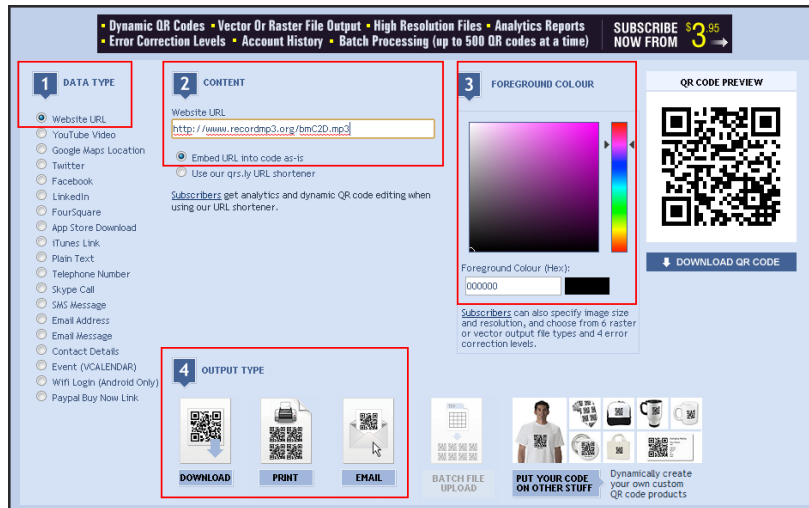 Dynamic QR Codes ▪ Vector Or Raster File Output ▪ High Resolution Files ▪ Analytics Reports
Error Correction Levels ▪ Account History ▪ Batch Processing (up to 500 QR codes at a time)
SUBSCRIBE
NOW FROM
$3.95
1 DATA TYPE
Website URL
YouTube Video
Google Maps Location
Twitter
Facebook
LinkedIn
FourSquare
App Store Download
iTunes Link
Plain Text
Telephone Number
Skype Call
SMS Message
Email Address
Email Message
Contact Details
Event (VCALENDAR)
Wifi Login (Android Only)
Paypal Buy Now Link
2 CONTENT
Website URL
http://www.recordmp3.org/bmC2D.mp3
Embed URL into code as-is
Use our qrs.ly URL shortener
Subscribers get analytics and dynamic QR code editing when
using our URL shortener.
3 FOREGROUND COLOUR
Foreground Colour (Hex):
000000
Subscribers can also specify image size
and resolution, and choose from 6 raster
or vector output file types and 4 error
correction levels.
QR CODE PREVIEW
DOWNLOAD QR CODE
4 OUTPUT TYPE
DOWNLOAD
PRINT
EMAIL
BATCH FILE
UPLOAD
PUT YOUR CODE
ON OTHER STUFF
Dynamically create
your own custom
QR code products